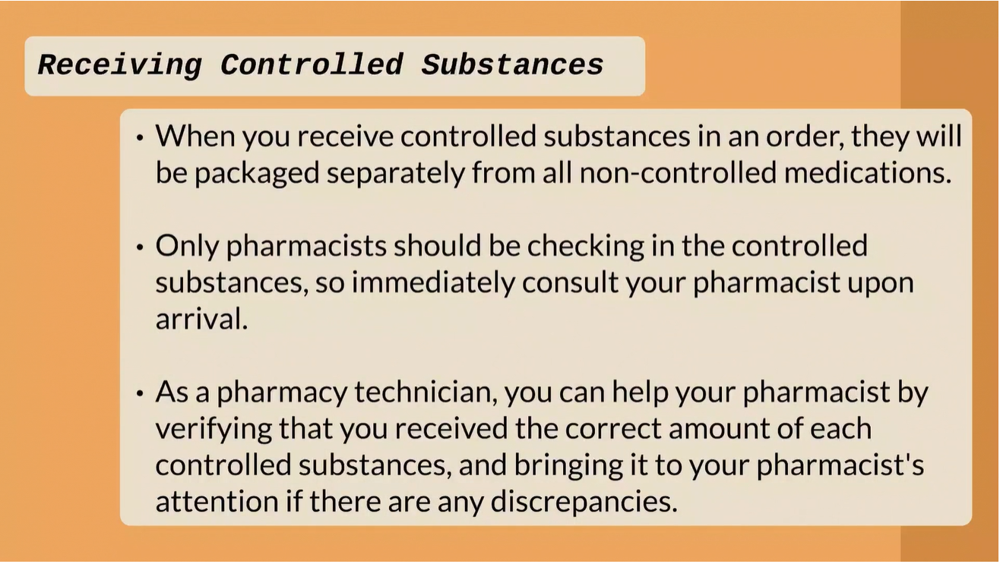 Receiving Controlled Substances
• When you receive controlled substances in an order, they will
be packaged separately from all non-controlled medications.
• Only pharmacists should be checking in the controlled
substances, so immediately consult your pharmacist upon
arrival.
• As a pharmacy technician, you can help your pharmacist by
verifying that you received the correct amount of each
controlled substances, and bringing it to your pharmacist's
attention if there are any discrepancies.